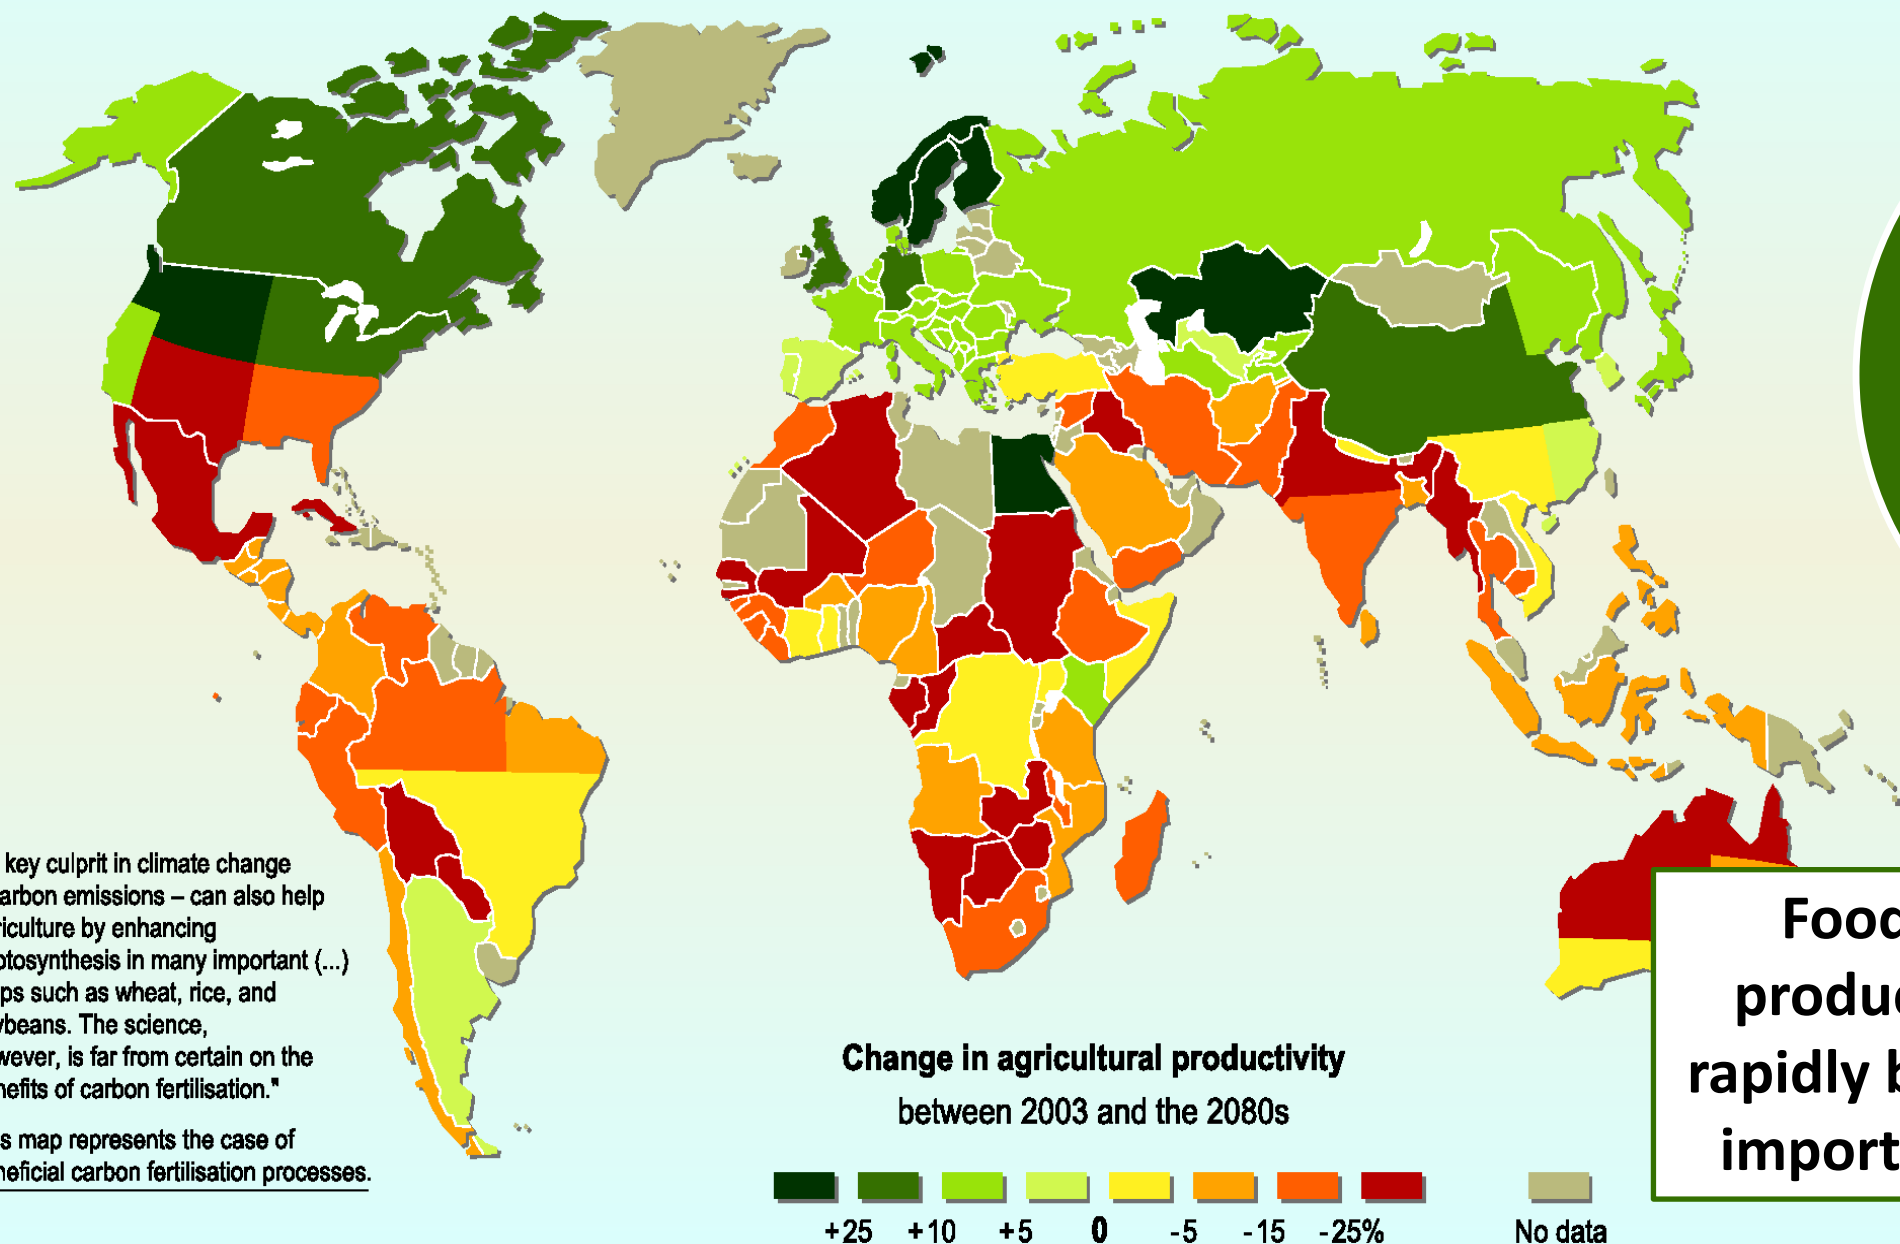 key culprit in climate change
arbon emissions – can also help
riculture by enhancing
otosynthesis in many important (...)
ps such as wheat, rice, and
ybeans. The science,
wever, is far from certain on the
nefits of carbon fertilisation."
s map represents the case of
neficial carbon fertilisation processes.
Change in agricultural productivity
between 2003 and the 2080s
+25 +10 +5 0 -5 -15 -25% No data
Food
produc
rapidly b
import